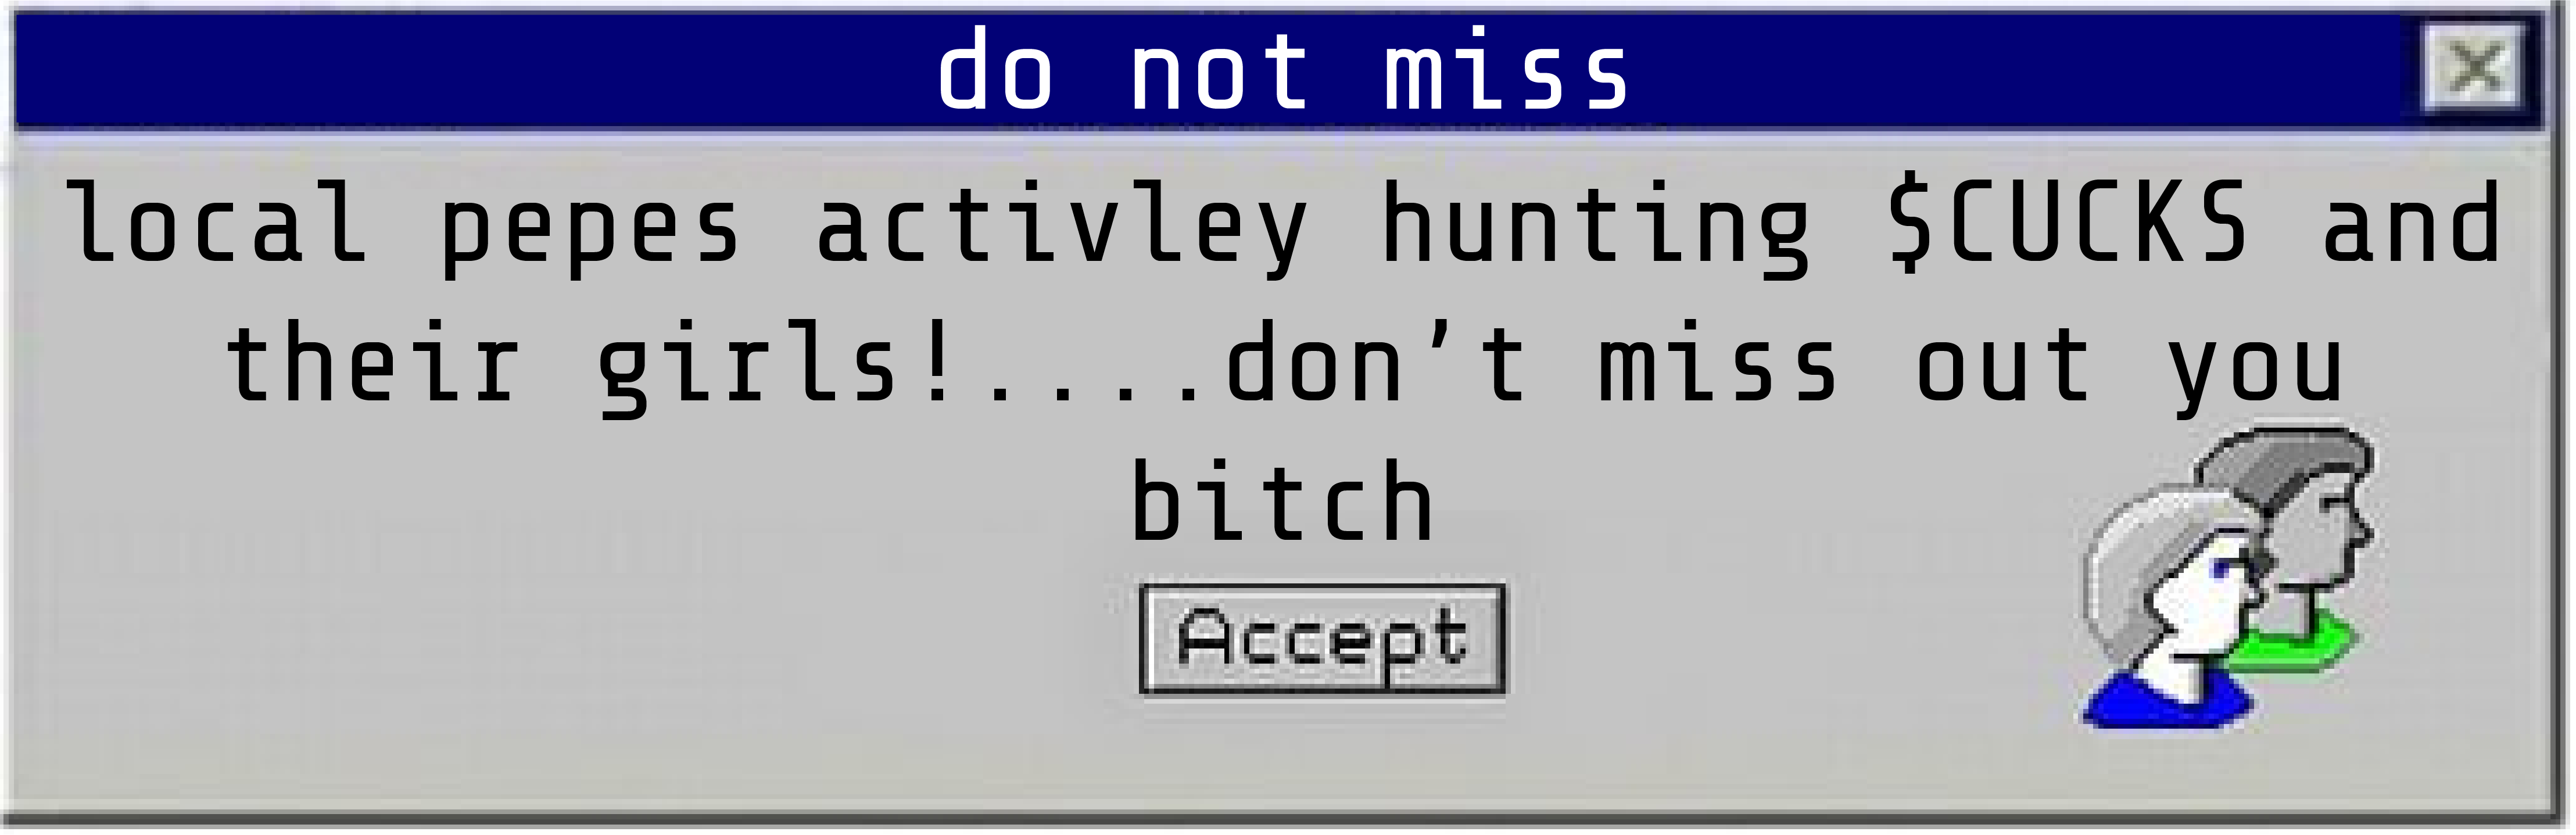 do not miss
local pepes activley hunting $CUCKS and
their girls!....don't miss out you
bitch
Accept